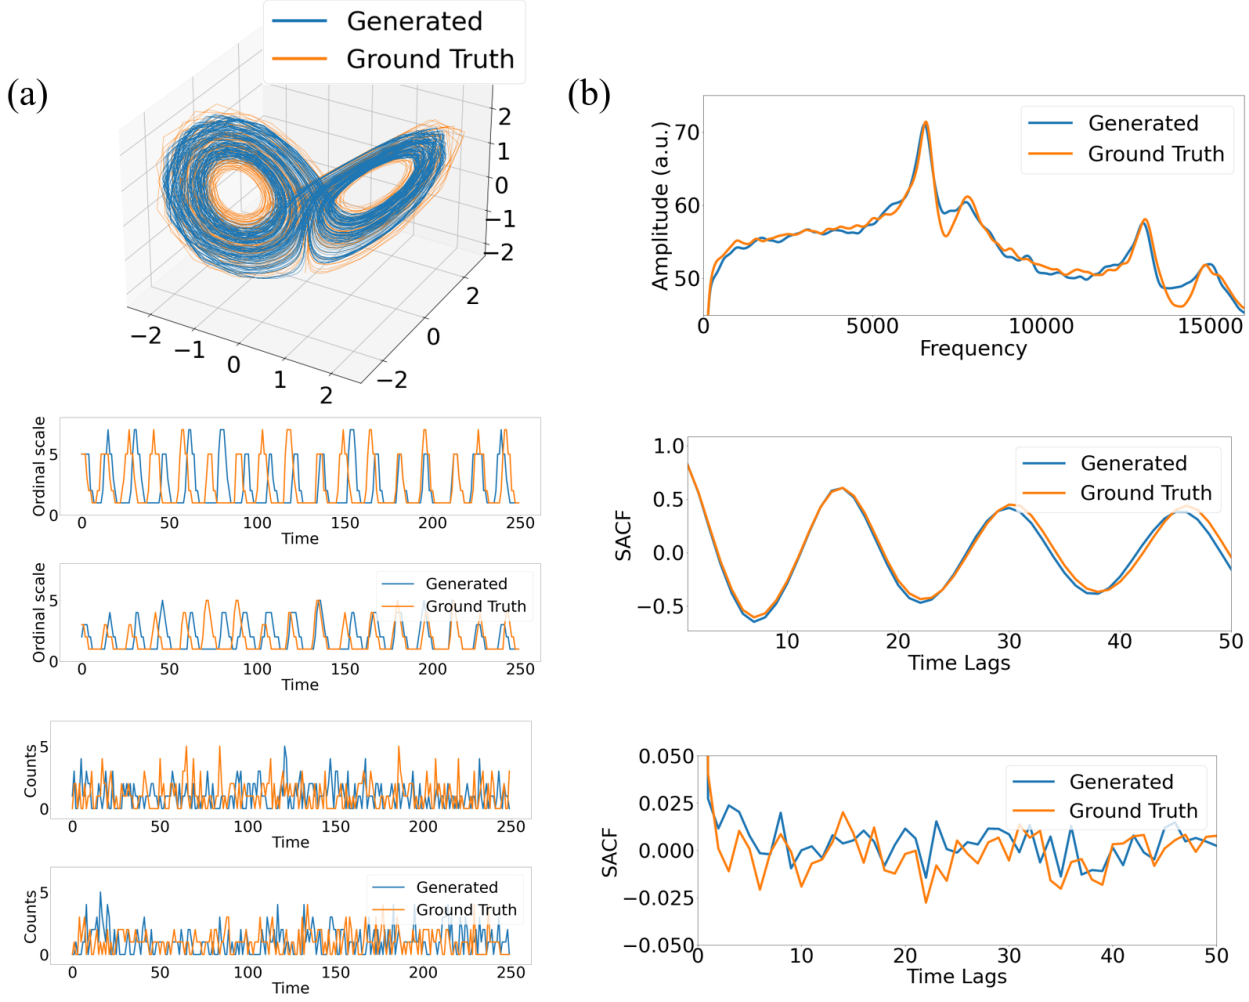 Generated
Ground Truth
(a)
2
1
0
−1
−2
−2
−1
0
1
2
−2
0
2
Ordinal scale
5
0
0 50 100 150 200 250
Time
Ordinal scale
5
0
Generated
Ground Truth
0 50 100 150 200 250
Time
Counts
5
0
0 50 100 150 200 250
Time
Counts
5
0
Generated
Ground Truth
0 50 100 150 200 250
Time
(b)
Amplitude (a.u.)
70
60
50
Generated
Ground Truth
0 5000 10000 15000
Frequency
SACF
1.0
0.5
0.0
−0.5
Generated
Ground Truth
10 20 30 40 50
Time Lags
SACF
0.050
0.025
0.000
−0.025
−0.050
Generated
Ground Truth
0 10 20 30 40 50
Time Lags